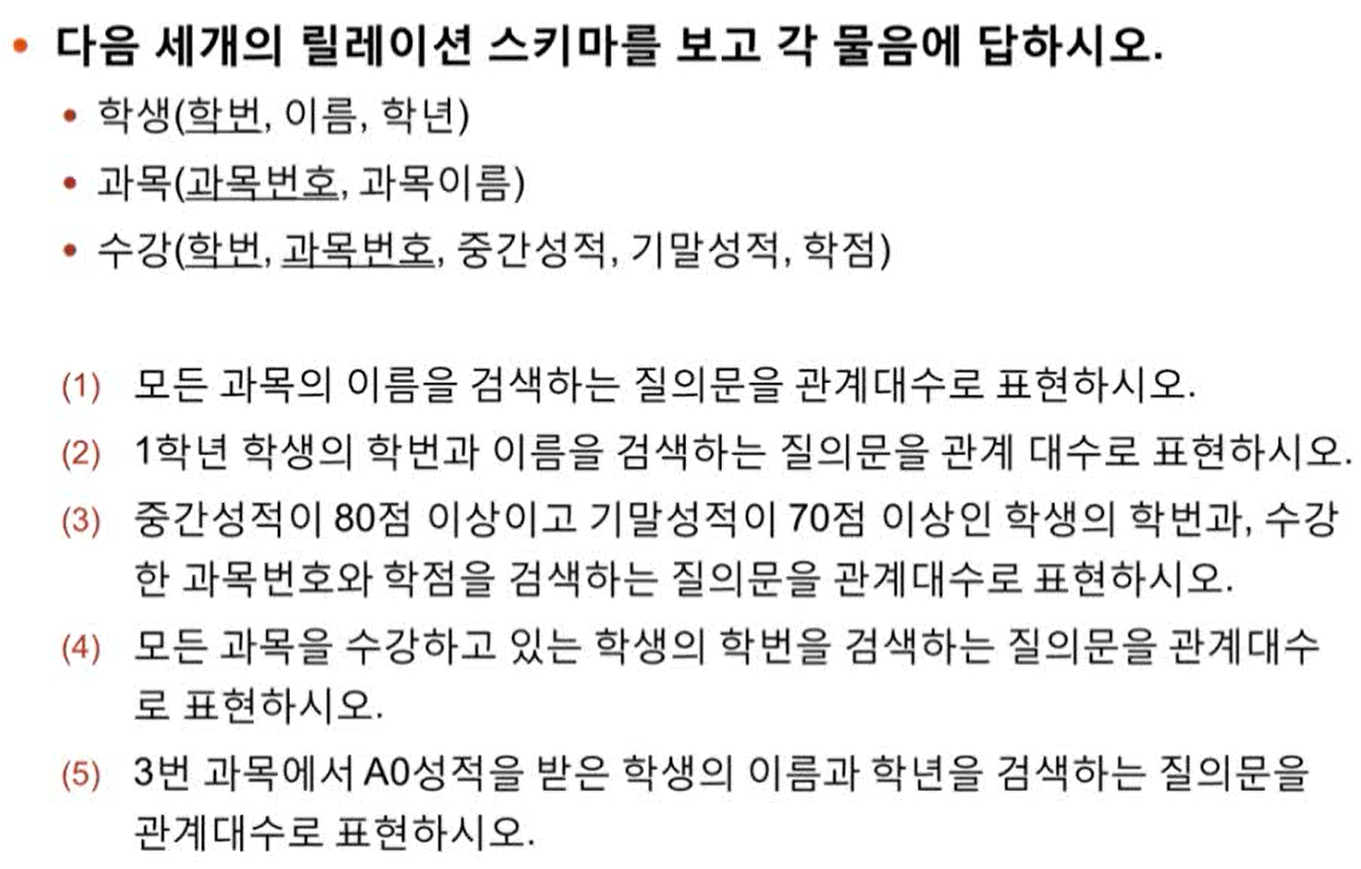 • 다음 세개의 릴레이션 스키마를 보고 각 물음에 답하시오.
• 학생(학번, 이름, 학년)
• 과목(과목번호, 과목이름)
• 수강(학번, 과목번호, 중간성적, 기말성적, 학점)
(1) 모든 과목의 이름을 검색하는 질의문을 관계대수로 표현하시오.
(2) 1학년 학생의 학번과 이름을 검색하는 질의문을 관계 대수로 표현하시오.
(3) 중간성적이 80점 이상이고 기말성적이 70점 이상인 학생의 학번과, 수강
한 과목번호와 학점을 검색하는 질의문을 관계대수로 표현하시오.
(4) 모든 과목을 수강하고 있는 학생의 학번을 검색하는 질의문을 관계대수
로 표현하시오.
(5) 3번 과목에서 A0성적을 받은 학생의 이름과 학년을 검색하는 질의문을
관계대수로 표현하시오.